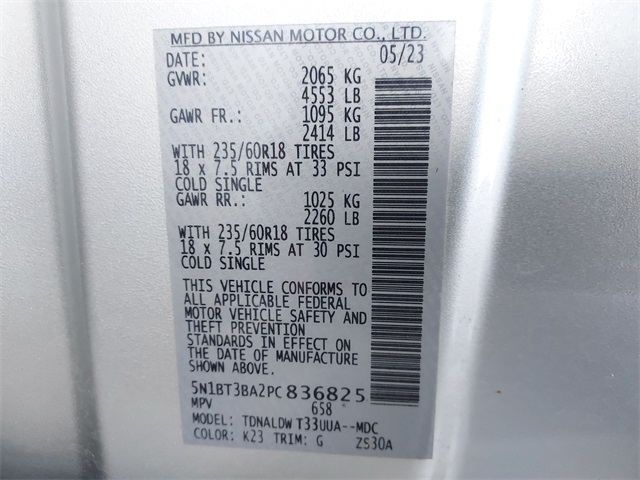 MFD BY NISSAN MOTOR CO., LTD.
DATE: 05/23
GVWR: 2065 KG
4553 LB
GAWR FR.: 1095 KG
2414 LB
WITH 235/60R18 TIRES
18 x 7.5 RIMS AT 33 PSI
COLD SINGLE
GAWR RR.: 1025 KG
2260 LB
WITH 235/60R18 TIRES
18 x 7.5 RIMS AT 30 PSI
COLD SINGLE
THIS VEHICLE CONFORMS TO
ALL APPLICABLE FEDERAL
MOTOR VEHICLE SAFETY AND
THEFT PREVENTION
STANDARDS IN EFFECT ON
THE DATE OF MANUFACTURE
SHOWN ABOVE.
5N1BT3BA2PC836825
MPV 658
MODEL: TDNALDWT33UUA--MDC
COLOR: K23 TRIM: G ZS30A